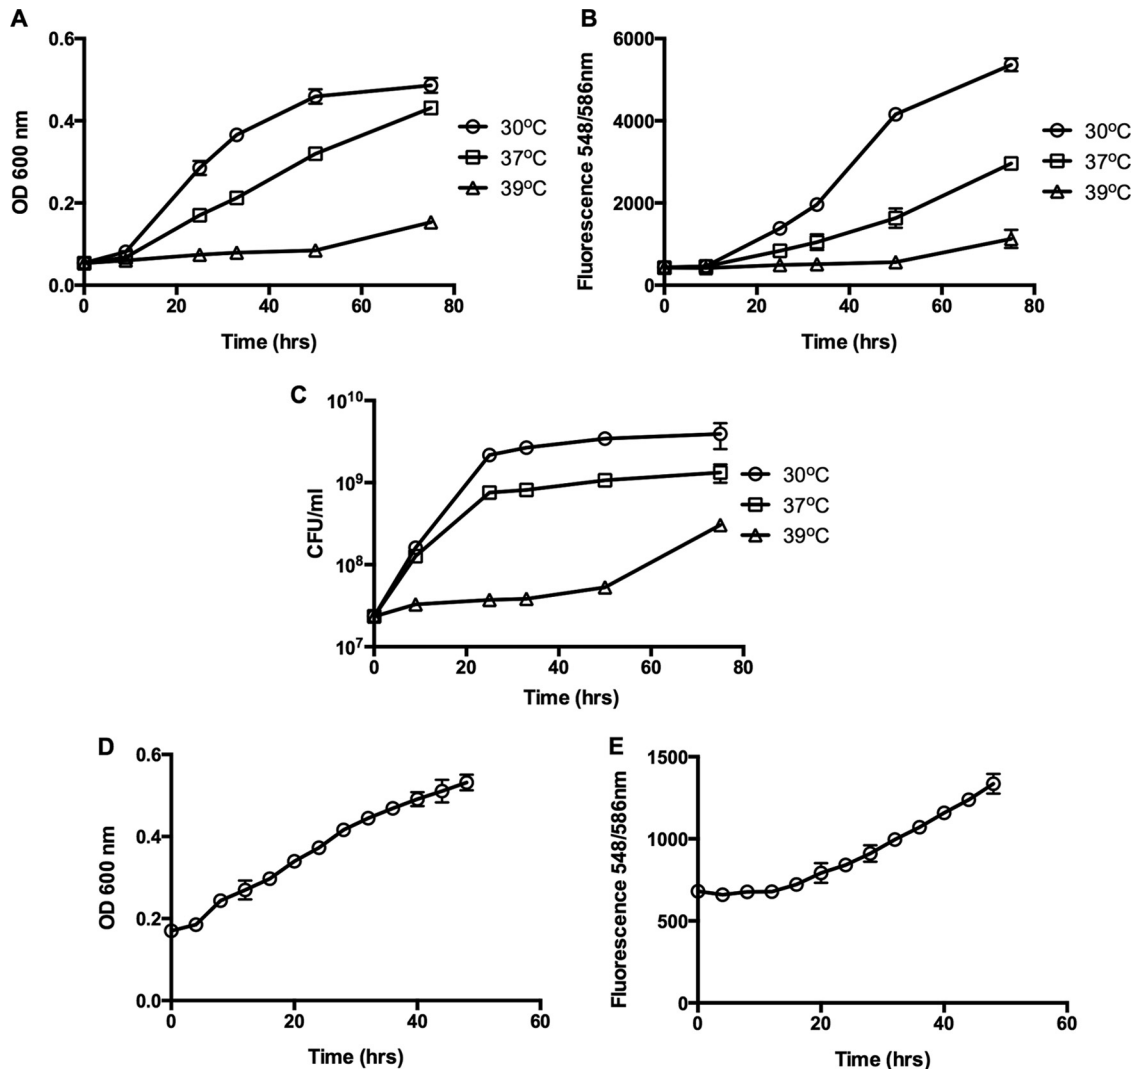 A
OD 600 nm
0.6
0.4
0.2
0.0
0 20 40 60 80
Time (hrs)
30ºC
37ºC
39ºC
B
Fluorescence 548/586nm
6000
4000
2000
0
0 20 40 60 80
Time (hrs)
30ºC
37ºC
39ºC
C
CFU/ml
10¹⁰
10⁹
10⁸
10⁷
0 20 40 60 80
Time (hrs)
30ºC
37ºC
39ºC
D
OD 600 nm
0.6
0.4
0.2
0.0
0 20 40 60
Time (hrs)
E
Fluorescence 548/586nm
1500
1000
500
0
0 20 40 60
Time (hrs)